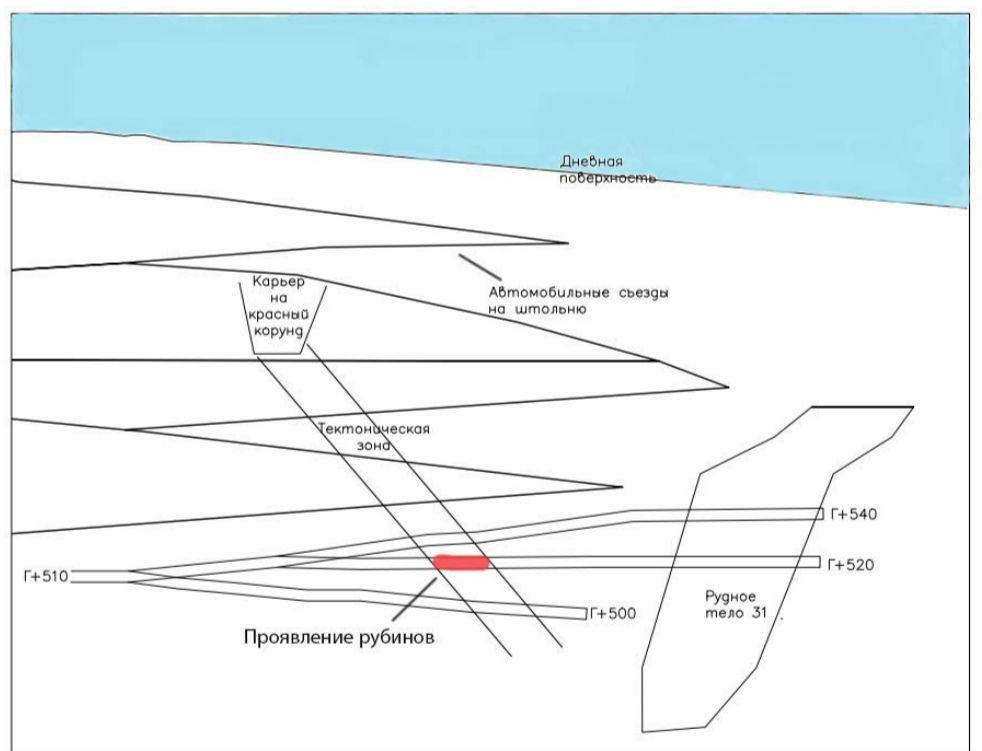 Дневная
поверхность
Автомобильные съезды
на штольню
Карьер
на
красный
корунд
Тектоническая
зона
Г+540
Г+520
Г+510
Рудное
тело 31
Г+500
Проявление рубинов